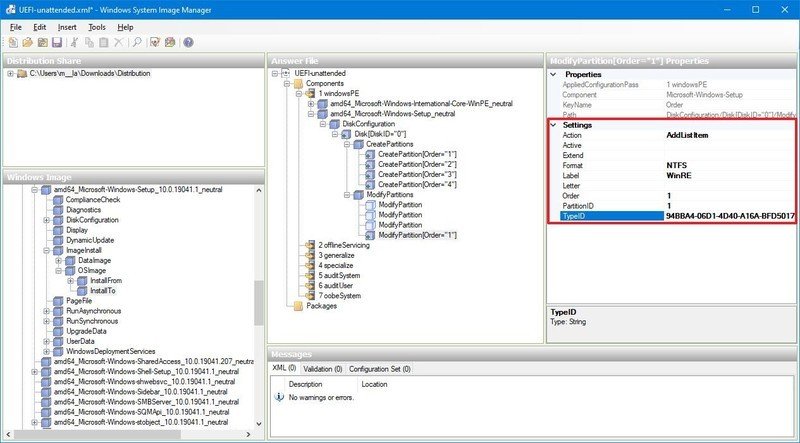 UEFI-unattended.xml* - Windows System Image Manager
File Edit Insert Tools Help
Distribution Share
C:\Users\m__la\Downloads\Distribution
Windows Image
amd64_Microsoft-Windows-Setup_10.0.19041.1_neutral
ComplianceCheck
Diagnostics
DiskConfiguration
Display
DynamicUpdate
ImageInstall
DataImage
OSImage
InstallFrom
InstallTo
PageFile
RunAsynchronous
RunSynchronous
UpgradeData
UserData
WindowsDeploymentServices
amd64_Microsoft-Windows-SharedAccess_10.0.19041.207_neutral
amd64_Microsoft-Windows-Shell-Setup_10.0.19041.1_neutral
amd64_Microsoft-Windows-shwebsvc_10.0.19041.1_neutral
amd64_Microsoft-Windows-Sidebar_10.0.19041.1_neutral
amd64_Microsoft-Windows-SMBServer_10.0.19041.1_neutral
amd64_Microsoft-Windows-SQMApi_10.0.19041.1_neutral
amd64_Microsoft-Windows-stobject_10.0.19041.1_neutral
Answer File
UEFI-unattended
Components
1 windowsPE
amd64_Microsoft-Windows-International-Core-WinPE_neutral
amd64_Microsoft-Windows-Setup_neutral
DiskConfiguration
Disk[DiskID="0"]
CreatePartitions
CreatePartition[Order="1"]
CreatePartition[Order="2"]
CreatePartition[Order="3"]
CreatePartition[Order="4"]
ModifyPartitions
ModifyPartition
ModifyPartition
ModifyPartition
ModifyPartition[Order="1"]
2 offlineServicing
3 generalize
4 specialize
5 auditSystem
6 auditUser
7 oobeSystem
Packages
ModifyPartition[Order="1"] Properties
Properties
AppliedConfigurationPass 1 windowsPE
Component Microsoft-Windows-Setup
KeyName Order
Path DiskConfiguration/Disk[DiskID="0"]/Modify
Settings
Action AddListItem
Active
Extend
Format NTFS
Label WinRE
Letter
Order 1
PartitionID 1
TypeID 94BBA4-06D1-4D40-A16A-BFD5017
TypeID
Type: String
Messages
XML (0) Validation (0) Configuration Set (0)
Description Location
No warnings or errors.